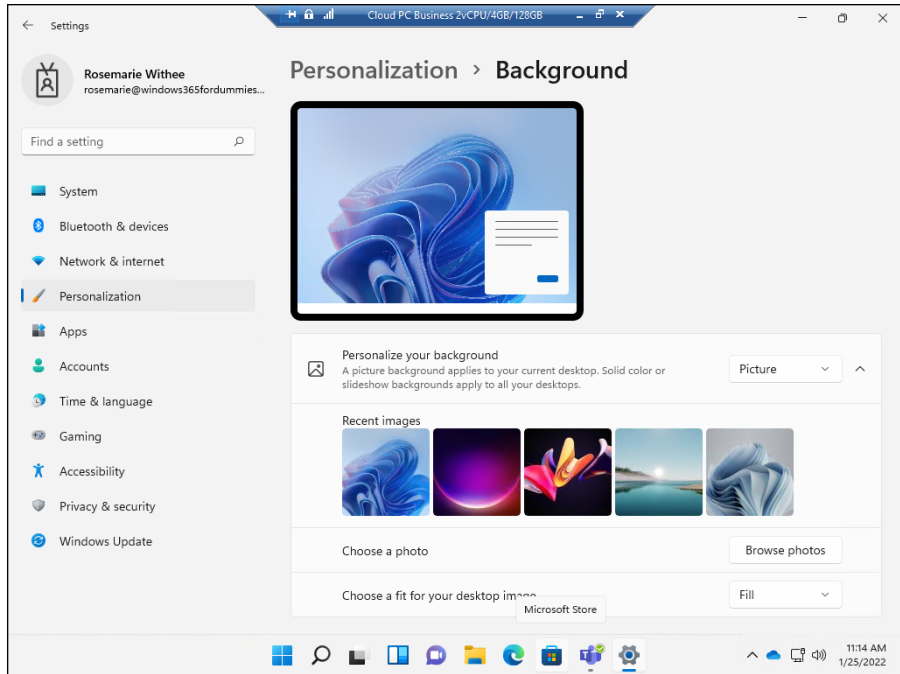 Cloud PC Business 2vCPU/4GB/128GB
Settings
Rosemarie Withee
rosemarie@windows365fordummies...
Find a setting
System
Bluetooth & devices
Network & internet
Personalization
Apps
Accounts
Time & language
Gaming
Accessibility
Privacy & security
Windows Update
Personalization > Background
Personalize your background
A picture background applies to your current desktop. Solid color or
slideshow backgrounds apply to all your desktops.
Picture
Recent images
Choose a photo
Browse photos
Choose a fit for your desktop image
Fill
Microsoft Store
11:14 AM
1/25/2022